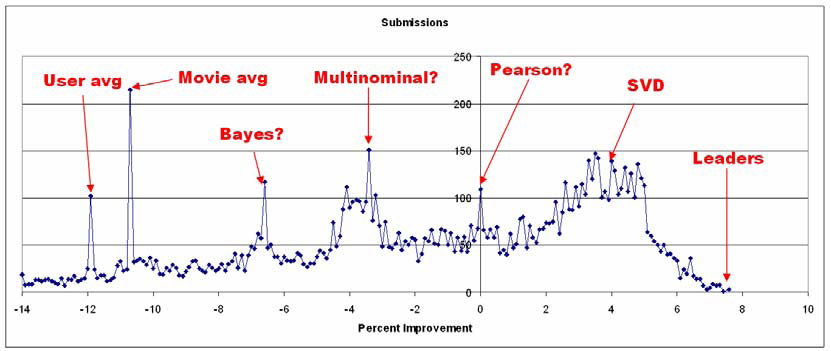 Submissions
250
200
150
100
50
0
User avg
Movie avg
Bayes?
Multinominal?
Pearson?
SVD
Leaders
-14 -12 -10 -8 -6 -4 -2 0 2 4 6 8 10
Percent Improvement